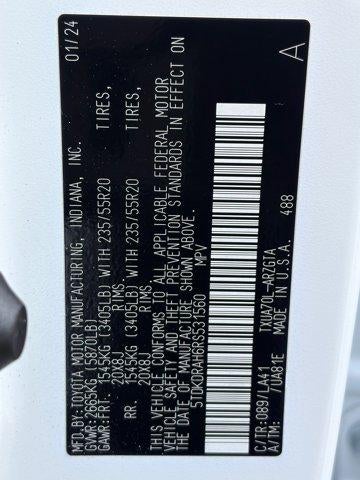 MFD.BY:TOYOTA MOTOR MANUFACTURING, INDIANA, INC. 01/24
GVWR:2665KG (5870LB)
GAWR:FRT. 1545KG (3405LB) WITH 235/55R20 TIRES,
20X8J RIMS.
RR. 1545KG (3405LB) WITH 235/55R20 TIRES,
20X8J RIMS.
THIS VEHICLE CONFORMS TO ALL APPLICABLE FEDERAL MOTOR
VEHICLE SAFETY AND THEFT PREVENTION STANDARDS IN EFFECT ON
THE DATE OF MANUFACTURE SHOWN ABOVE.
5TDKDRAH6RS531560 MPV
C/TR:089/LA41 TXUA70L-ARZGTA A
A/TM: /UA81E MADE IN U.S.A. 488